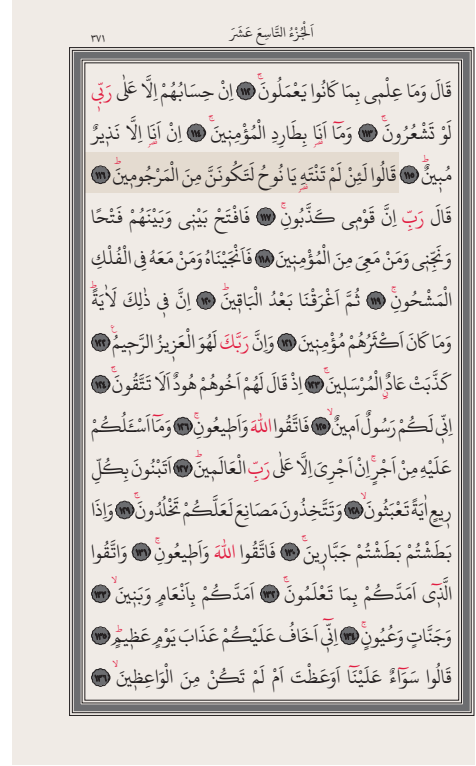 اَلْجُزْءُ التَّاسِعَ عَشَرَ
٣٧١
قَالَ وَمَا عِلْمٖى بِمَا كَانُوا يَعْمَلُونَۚ ﴿١١٢﴾ اِنْ حِسَابُهُمْ اِلَّا عَلٰى رَبّٖى
لَوْ تَشْعُرُونَۚ ﴿١١٣﴾ وَمَٓا اَنَا۬ بِطَارِدِ الْمُؤْمِنٖينَۚ ﴿١١٤﴾ اِنْ اَنَا۬ اِلَّا نَذٖيرٌ
مُبٖينٌۜ ﴿١١٥﴾ قَالُوا لَئِنْ لَمْ تَنْتَهِ يَا نُوحُ لَتَكُونَنَّ مِنَ الْمَرْجُومٖينَۜ ﴿١١٦﴾
قَالَ رَبِّ اِنَّ قَوْمٖى كَذَّبُونِۚ ﴿١١٧﴾ فَافْتَحْ بَيْنٖى وَبَيْنَهُمْ فَتْحًا
وَنَجِّنٖى وَمَنْ مَعِىَ مِنَ الْمُؤْمِنٖينَ ﴿١١٨﴾ فَاَنْجَيْنَاهُ وَمَنْ مَعَهُ فِى الْفُلْكِ
الْمَشْحُونِۚ ﴿١١٩﴾ ثُمَّ اَغْرَقْنَا بَعْدُ الْبَاقٖينَۜ ﴿١٢٠﴾ اِنَّ فٖى ذٰلِكَ لَاٰيَةًۜ
وَمَا كَانَ اَكْثَرُهُمْ مُؤْمِنٖينَ ﴿١٢١﴾ وَاِنَّ رَبَّكَ لَهُوَ الْعَزٖيزُ الرَّحٖيمُ۟ ﴿١٢٢﴾
كَذَّبَتْ عَادٌۨ الْمُرْسَلٖينَۚ ﴿١٢٣﴾ اِذْ قَالَ لَهُمْ اَخُوهُمْ هُودٌ اَلَا تَتَّقُونَۚ ﴿١٢٤﴾
اِنّٖى لَكُمْ رَسُولٌ اَمٖينٌۙ ﴿١٢٥﴾ فَاتَّقُوا اللّٰهَ وَاَطٖيعُونِۚ ﴿١٢٦﴾ وَمَٓا اَسْـَٔلُكُمْ
عَلَيْهِ مِنْ اَجْرٍۚ اِنْ اَجْرِىَ اِلَّا عَلٰى رَبِّ الْعَالَمٖينَۜ ﴿١٢٧﴾ اَتَبْنُونَ بِكُلِّ
رٖيعٍ اٰيَةً تَعْبَثُونَۙ ﴿١٢٨﴾ وَتَتَّخِذُونَ مَصَانِعَ لَعَلَّكُمْ تَخْلُدُونَۚ ﴿١٢٩﴾ وَاِذَا
بَطَشْتُمْ بَطَشْتُمْ جَبَّارٖينَۚ ﴿١٣٠﴾ فَاتَّقُوا اللّٰهَ وَاَطٖيعُونِۚ ﴿١٣١﴾ وَاتَّقُوا
الَّذٖٓى اَمَدَّكُمْ بِمَا تَعْلَمُونَۚ ﴿١٣٢﴾ اَمَدَّكُمْ بِاَنْعَامٍ وَبَنٖينَۙ ﴿١٣٣﴾
وَجَنَّاتٍ وَعُيُونٍۚ ﴿١٣٤﴾ اِنّٖٓى اَخَافُ عَلَيْكُمْ عَذَابَ يَوْمٍ عَظٖيمٍۜ ﴿١٣٥﴾
قَالُوا سَوَٓاءٌ عَلَيْنَٓا اَوَعَظْتَ اَمْ لَمْ تَكُنْ مِنَ الْوَاعِظٖينَۙ ﴿١٣٦﴾